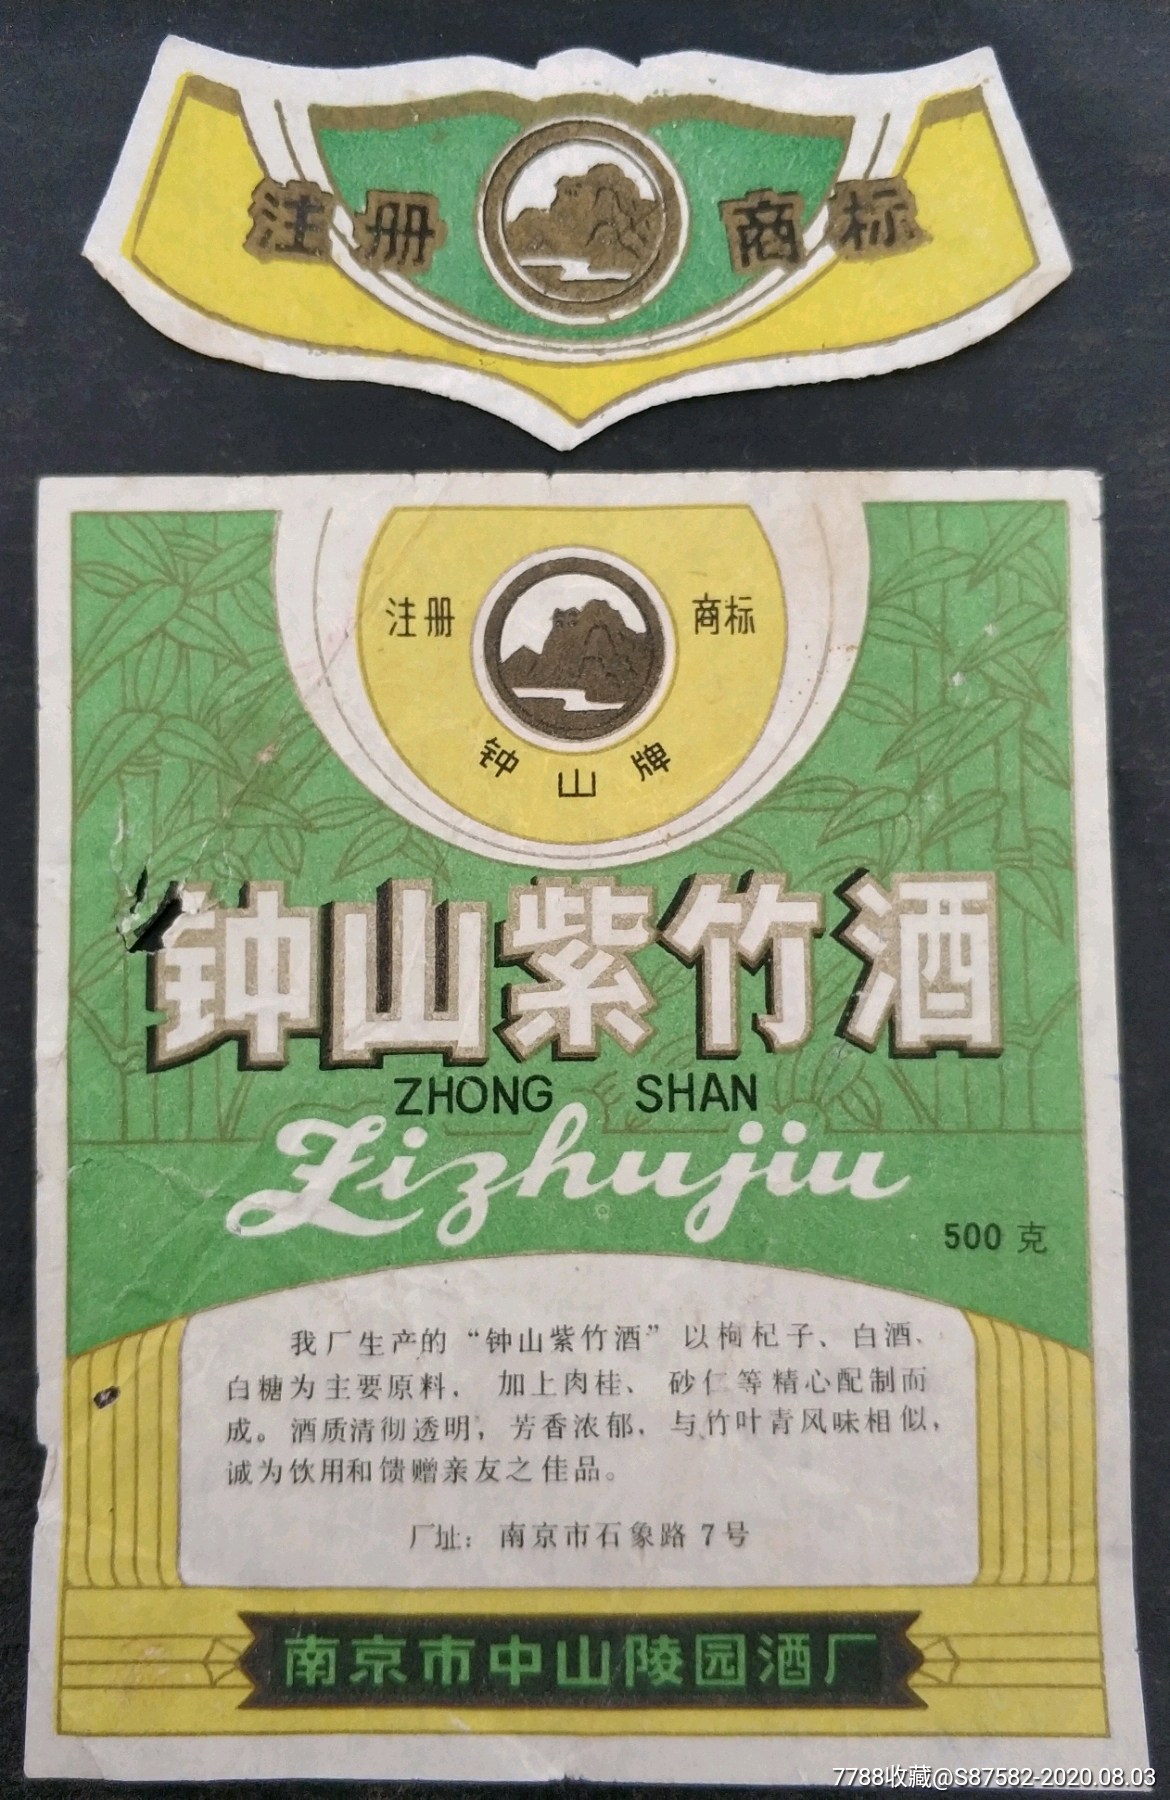 注册 商标
注册 商标
钟山牌
钟山紫竹酒
ZHONG SHAN
Zizhujiu
500 克
我厂生产的“钟山紫竹酒”以枸杞子、白酒、
白糖为主要原料，加上肉桂、砂仁等精心配制而
成。酒质清彻透明，芳香浓郁，与竹叶青风味相似，
诚为饮用和馈赠亲友之佳品。
厂址：南京市石象路7号
南京市中山陵园酒厂
7788收藏@S87582-2020.08.03